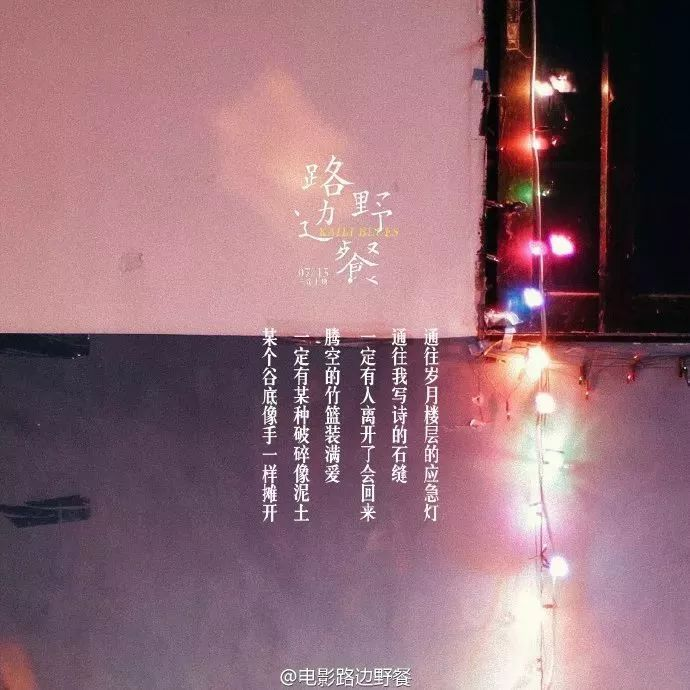 路边野餐
KAILI BLUES
07/15
通往岁月楼层的应急灯
通往我写诗的石缝
一定有人离开了会回来
腾空的竹篮装满爱
一定有某种破碎像泥土
某个谷底像手一样摊开
@电影路边野餐